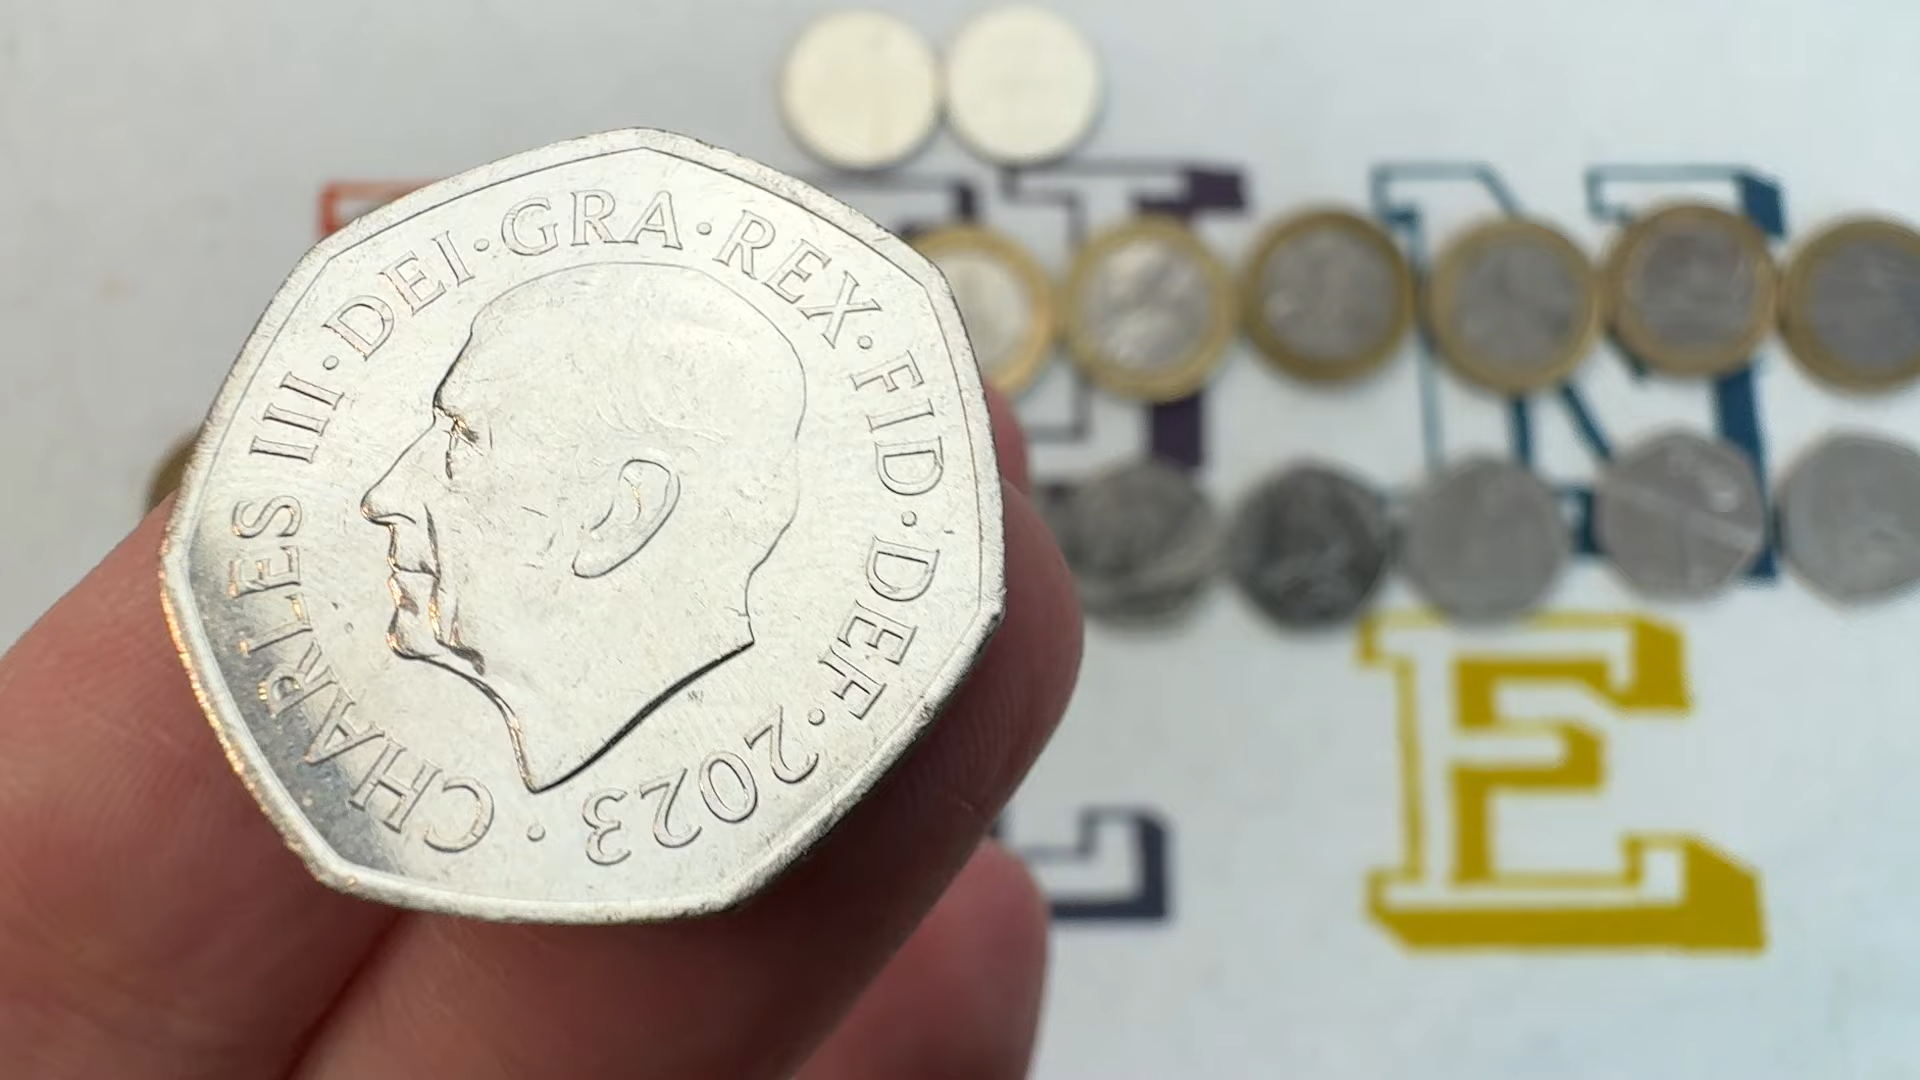 CHARLES III · DEI · GRA · REX · FID · DEF · 2023 ·
N
E